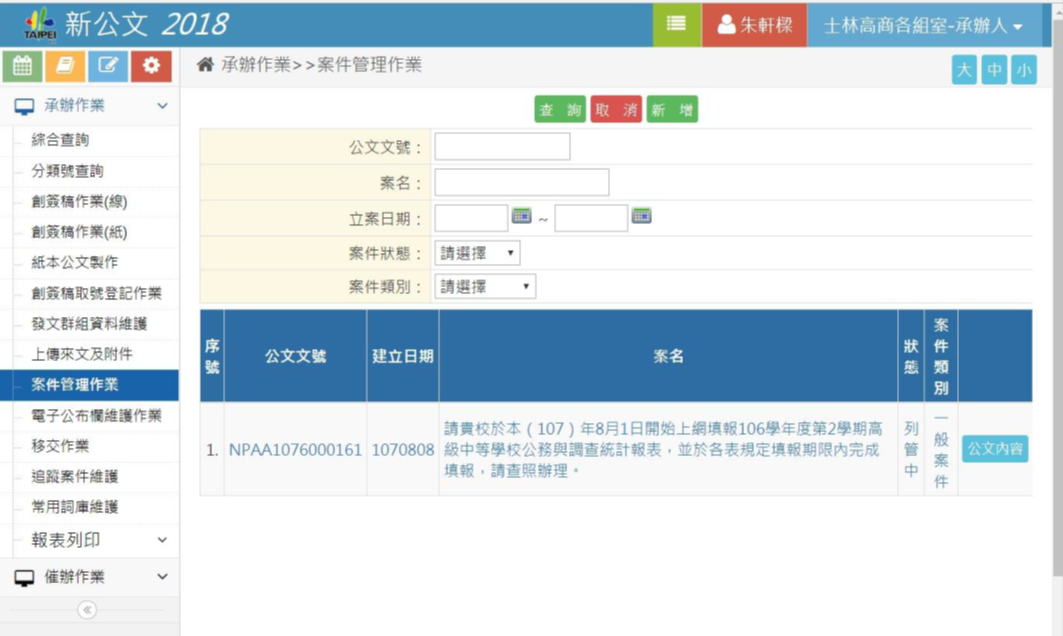 TAIPEI 新公文 2018 朱軒樑 士林高商各組室-承辦人
承辦作業>>案件管理作業 大 中 小
承辦作業
綜合查詢
分類號查詢
創簽稿作業(線)
創簽稿作業(紙)
紙本公文製作
創簽稿取號登記作業
發文群組資料維護
上傳來文及附件
案件管理作業
電子公布欄維護作業
移交作業
追蹤案件維護
常用詞庫維護
報表列印
催辦作業
查 詢 取 消 新 增
公文文號：
案名：
立案日期： ~
案件狀態： 請選擇
案件類別： 請選擇
序號 公文文號 建立日期 案名 狀態 案件類別
1. NPAA1076000161 1070808 請貴校於本（107）年8月1日開始上網填報106學年度第2學期高
級中等學校公務與調查統計報表，並於各表規定填報期限內完成
填報，請查照辦理。
列管中 一般案件 公文內容